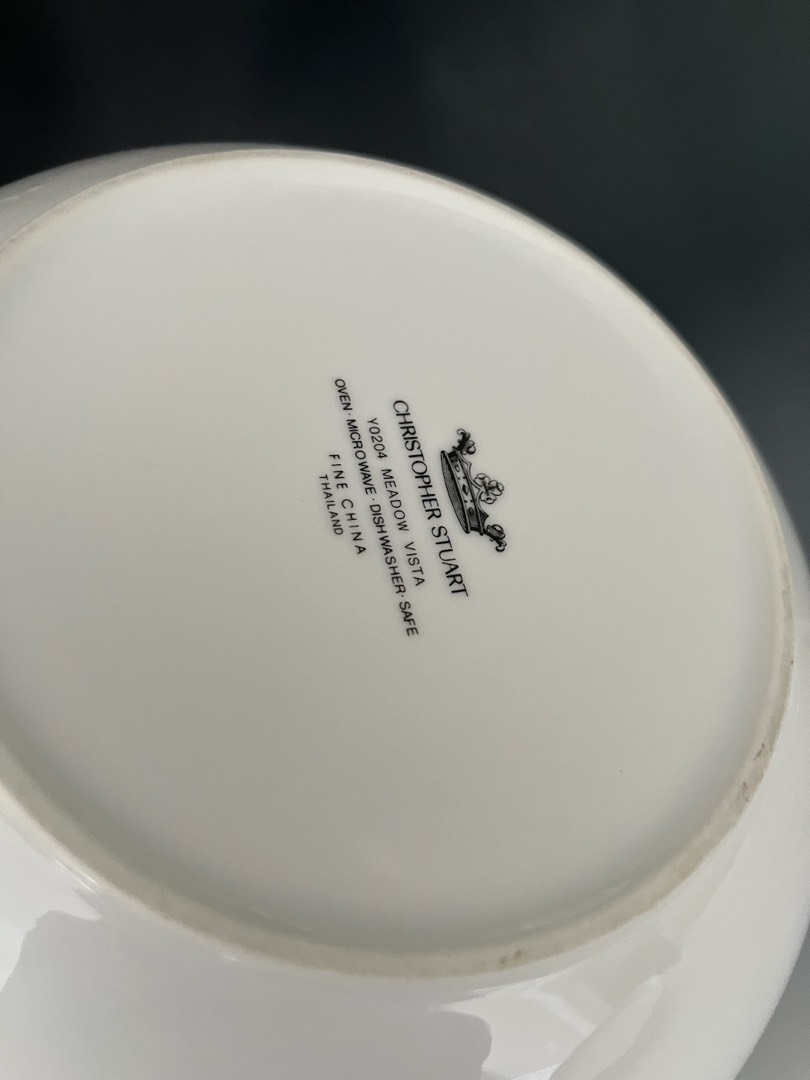 CHRISTOPHER STUART
Y0204 MEADOW VISTA
OVEN·MICROWAVE·DISHWASHER·SAFE
FINE CHINA
THAILAND